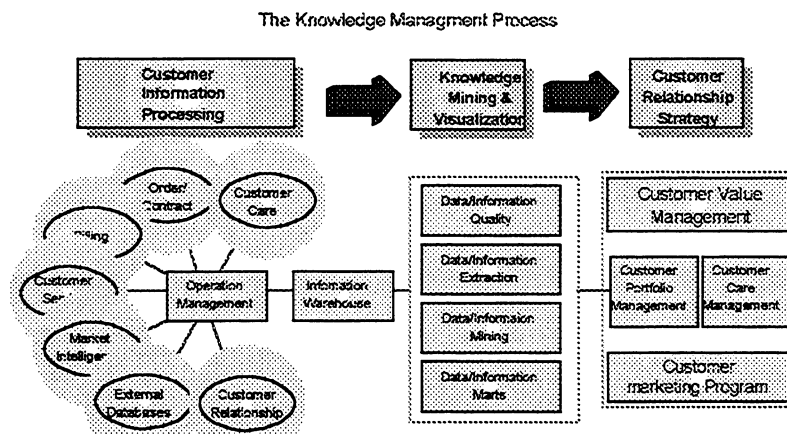 The Knowledge Managment Process
Customer
Information
Processing
Knowledge
Mining &
Visualization
Customer
Relationship
Strategy
Order/
Contract
Customer
Care
Customer
Market
External
Databases
Customer
Relationship
Operation
Management
Information
Warehouse
Data/Information
Quality
Data/Information
Extraction
Data/Information
Mining
Data/Information
Marts
Customer Value
Management
Customer
Portfolio
Management
Customer
Care
Management
Customer
marketing Program